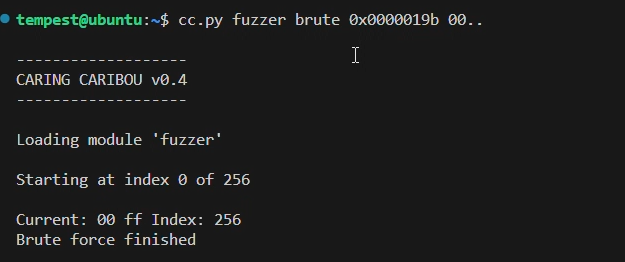 tempest@ubuntu:~$ cc.py fuzzer brute 0x0000019b 00..
-------------------
CARING CARIBOU v0.4
-------------------
Loading module 'fuzzer'
Starting at index 0 of 256
Current: 00 ff Index: 256
Brute force finished